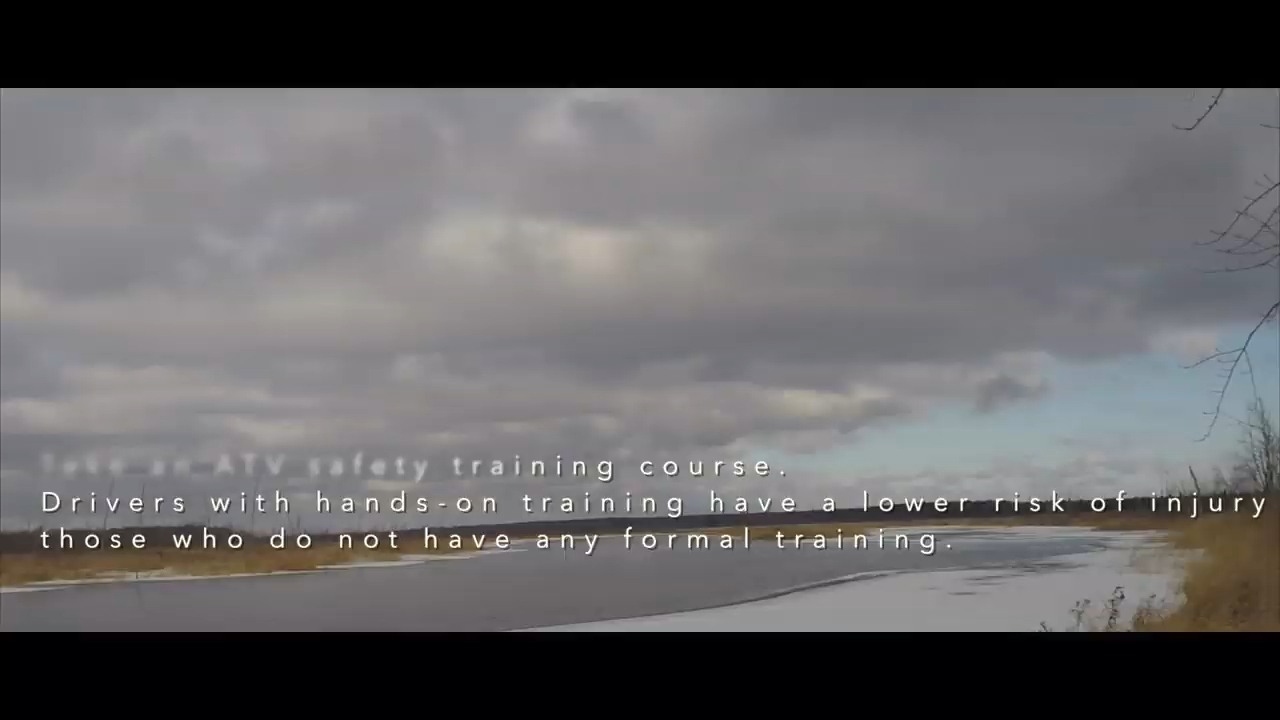 Take an ATV safety training course.
Drivers with hands-on training have a lower risk of injury
those who do not have any formal training.